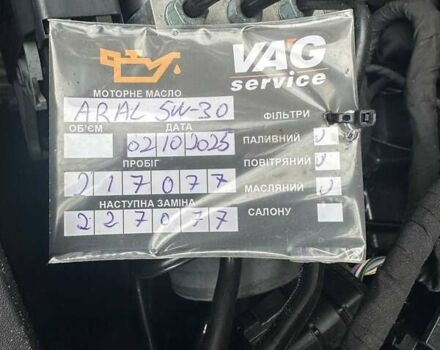 VAG
service
МОТОРНЕ МАСЛО
ARAL 5W-30
ФІЛЬТРИ
ОБ'ЄМ
ДАТА
02 10 2025
ПАЛИВНИЙ V
ПРОБІГ
ПОВІТРЯНИЙ V
217077
МАСЛЯНИЙ V
НАСТУПНА ЗАМІНА
227077
САЛОНУ